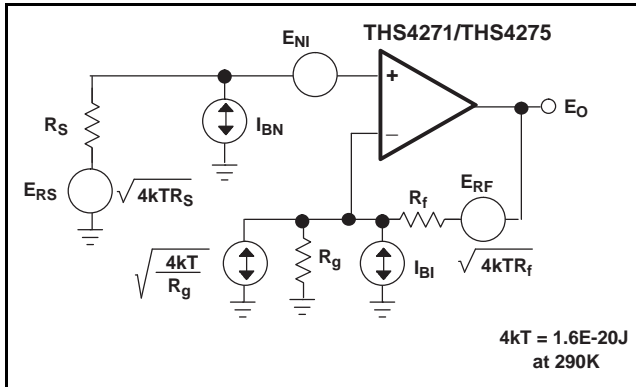 THS4271/THS4275
E_NI
+
R_S
I_BN
_
E_O
E_RS
√4kTR_S
R_f
E_RF
√(4kT/R_g)
R_g
I_BI
√4kTR_f
4kT = 1.6E-20J
at 290K